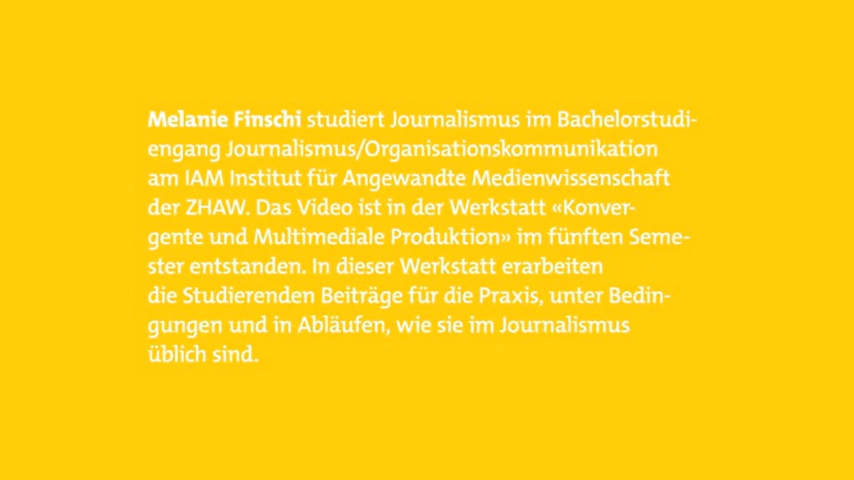 Melanie Finschi studiert Journalismus im Bachelorstudi-
engang Journalismus/Organisationskommunikation
am IAM Institut für Angewandte Medienwissenschaft
der ZHAW. Das Video ist in der Werkstatt «Konver-
gente und Multimediale Produktion» im fünften Seme-
ster entstanden. In dieser Werkstatt erarbeiten
die Studierenden Beiträge für die Praxis, unter Bedin-
gungen und in Abläufen, wie sie im Journalismus
üblich sind.